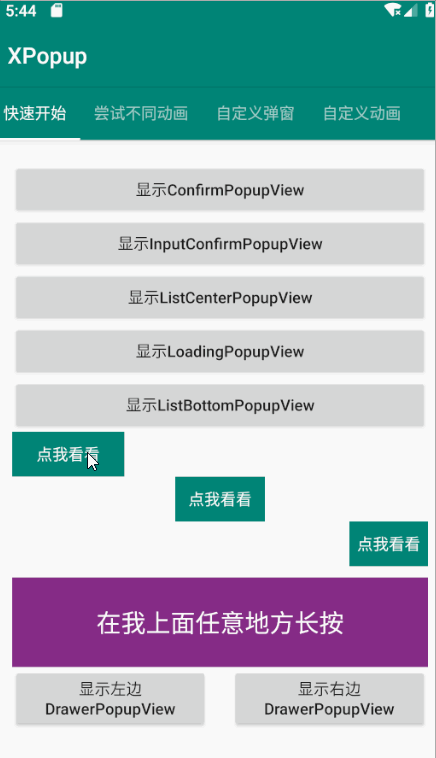 5:44
XPopup
快速开始 尝试不同动画 自定义弹窗 自定义动画
显示ConfirmPopupView
显示InputConfirmPopupView
显示ListCenterPopupView
显示LoadingPopupView
显示ListBottomPopupView
点我看看
点我看看
点我看看
在我上面任意地方长按
显示左边
DrawerPopupView
显示右边
DrawerPopupView